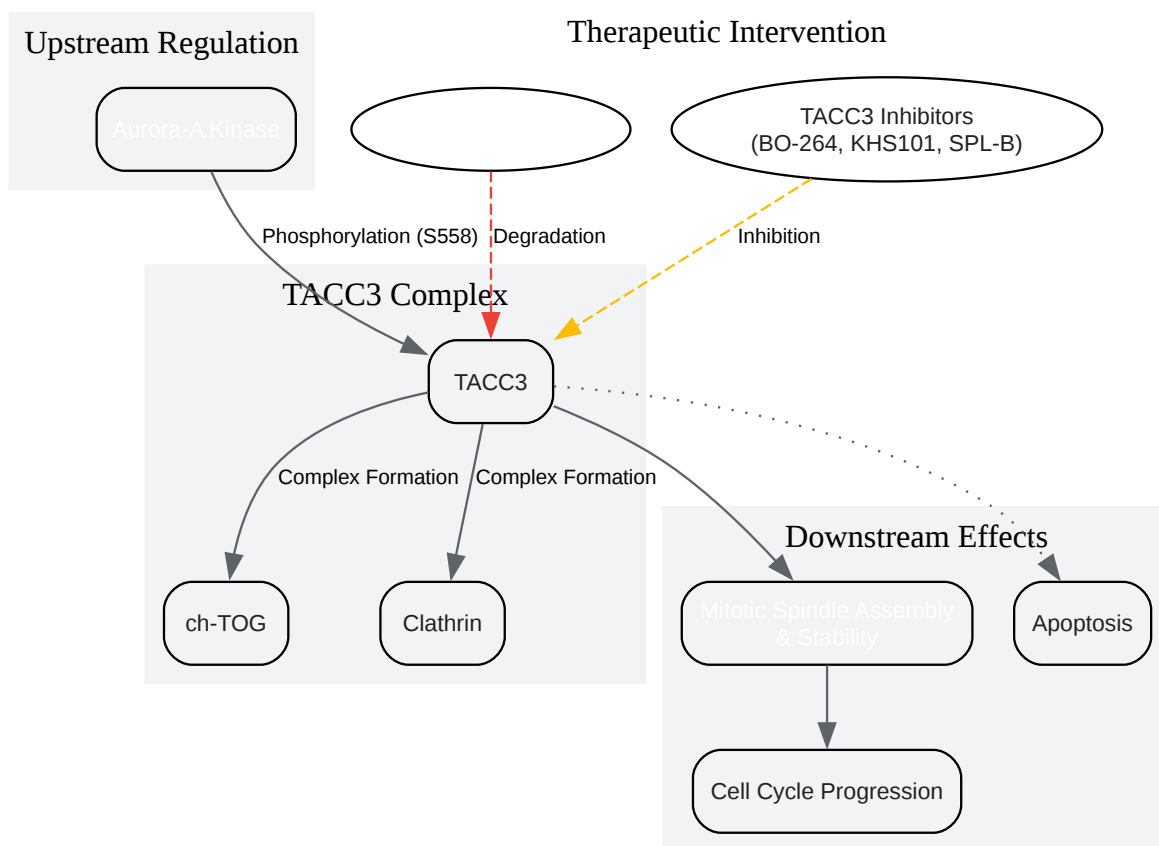 Upstream Regulation
Therapeutic Intervention
Aurora-A Kinase
TACC3 Inhibitors
(BO-264, KHS101, SPL-B)
Phosphorylation (S558)
Degradation
Inhibition
TACC3 Complex
TACC3
Complex Formation
Complex Formation
Downstream Effects
ch-TOG
Clathrin
Mitotic Spindle Assembly
& Stability
Apoptosis
Cell Cycle Progression